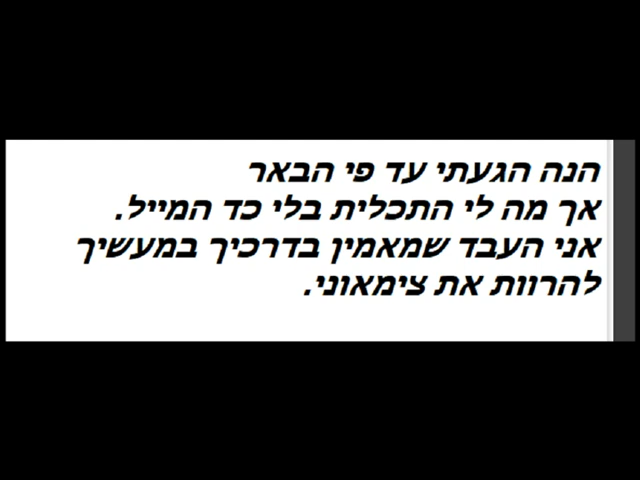 הנה הגעתי עד פי הבאר
אך מה לי התכלית בלי כד המייל.
אני העבד שמאמין בדרכיך במעשיך
להרוות את צימאוני.